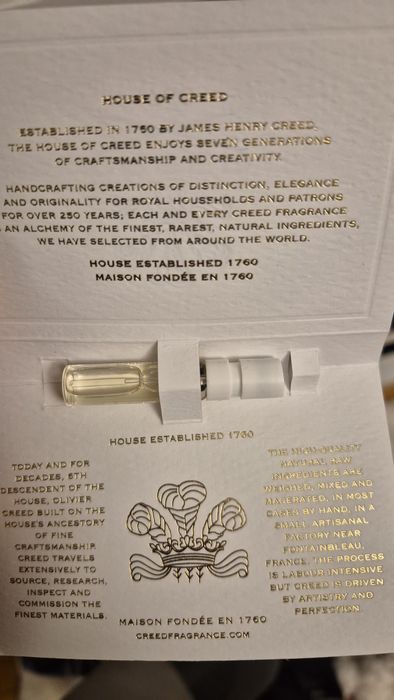 HOUSE OF CREED
ESTABLISHED IN 1760 BY JAMES HENRY CREED,
THE HOUSE OF CREED ENJOYS SEVEN GENERATIONS
OF CRAFTSMANSHIP AND CREATIVITY.
HANDCRAFTING CREATIONS OF DISTINCTION, ELEGANCE
AND ORIGINALITY FOR ROYAL HOUSEHOLDS AND PATRONS
FOR OVER 250 YEARS; EACH AND EVERY CREED FRAGRANCE
AN ALCHEMY OF THE FINEST, RAREST, NATURAL INGREDIENTS,
WE HAVE SELECTED FROM AROUND THE WORLD.
HOUSE ESTABLISHED 1760
MAISON FONDÉE EN 1760
HOUSE ESTABLISHED 1760
TODAY AND FOR
DECADES, 6TH
DESCENDENT OF THE
HOUSE, OLIVIER
CREED BUILT ON THE
HOUSE'S ANCESTORY
OF FINE
CRAFTSMANSHIP.
CREED TRAVELS
EXTENSIVELY TO
SOURCE, RESEARCH,
INSPECT AND
COMMISSION THE
FINEST MATERIALS.
THE HIGH-QUALITY
NATURAL RAW
INGREDIENTS ARE
WEIGHED, MIXED AND
MACERATED, IN MOST
CASES BY HAND, IN A
SMALL ARTISANAL
FACTORY NEAR
FONTAINBLEAU,
FRANCE. THE PROCESS
IS LABOUR INTENSIVE
BUT CREED IS DRIVEN
BY ARTISTRY AND
PERFECTION.
MAISON FONDÉE EN 1760
CREEDFRAGRANCE.COM